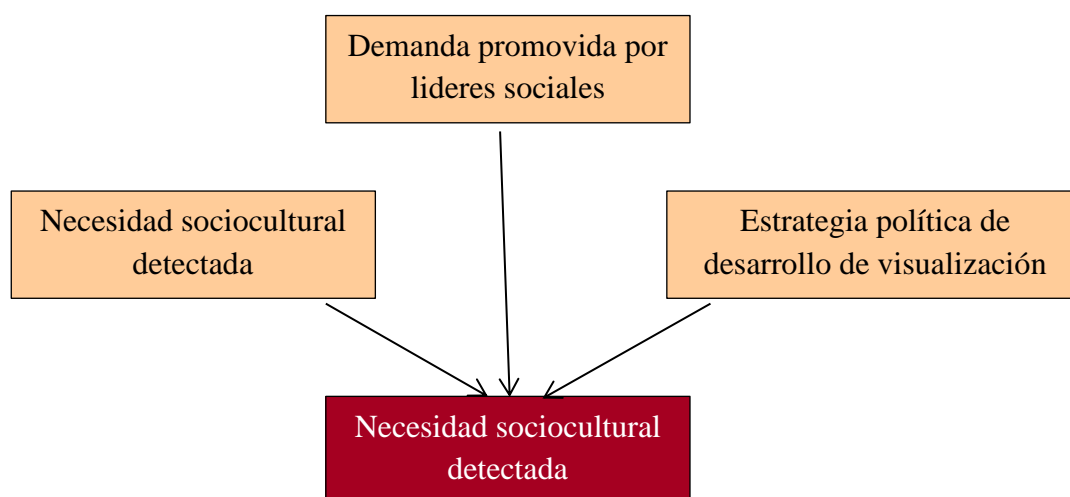 Demanda promovida por
lideres sociales
Necesidad sociocultural
detectada
Estrategia política de
desarrollo de visualización
Necesidad sociocultural
detectada